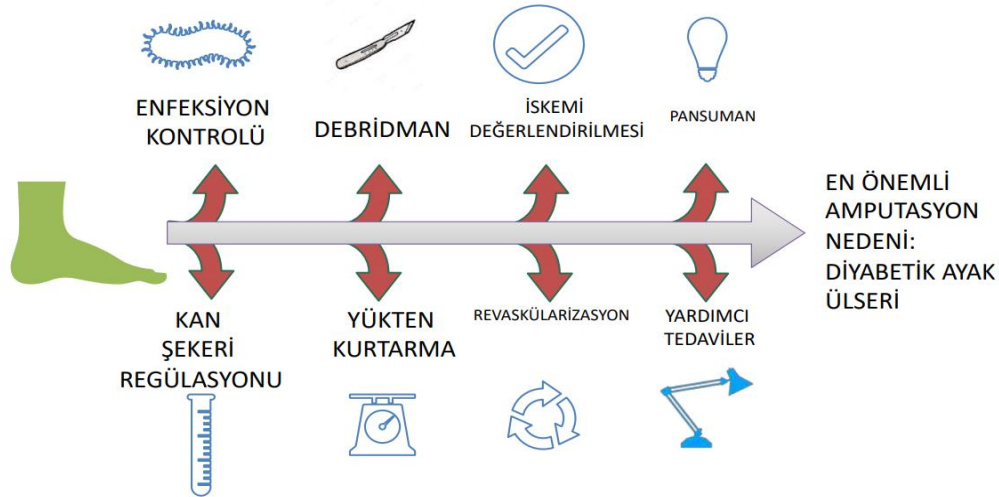 ENFEKSİYON
KONTROLÜ
DEBRİDMAN
İSKEMİ
DEĞERLENDİRİLMESİ
PANSUMAN
EN ÖNEMLİ
AMPUTASYON
NEDENİ:
DİYABETİK AYAK
ÜLSERİ
KAN
ŞEKERİ
REGÜLASYONU
YÜKTEN
KURTARMA
REVASKÜLARİZASYON
YARDIMCI
TEDAVİLER